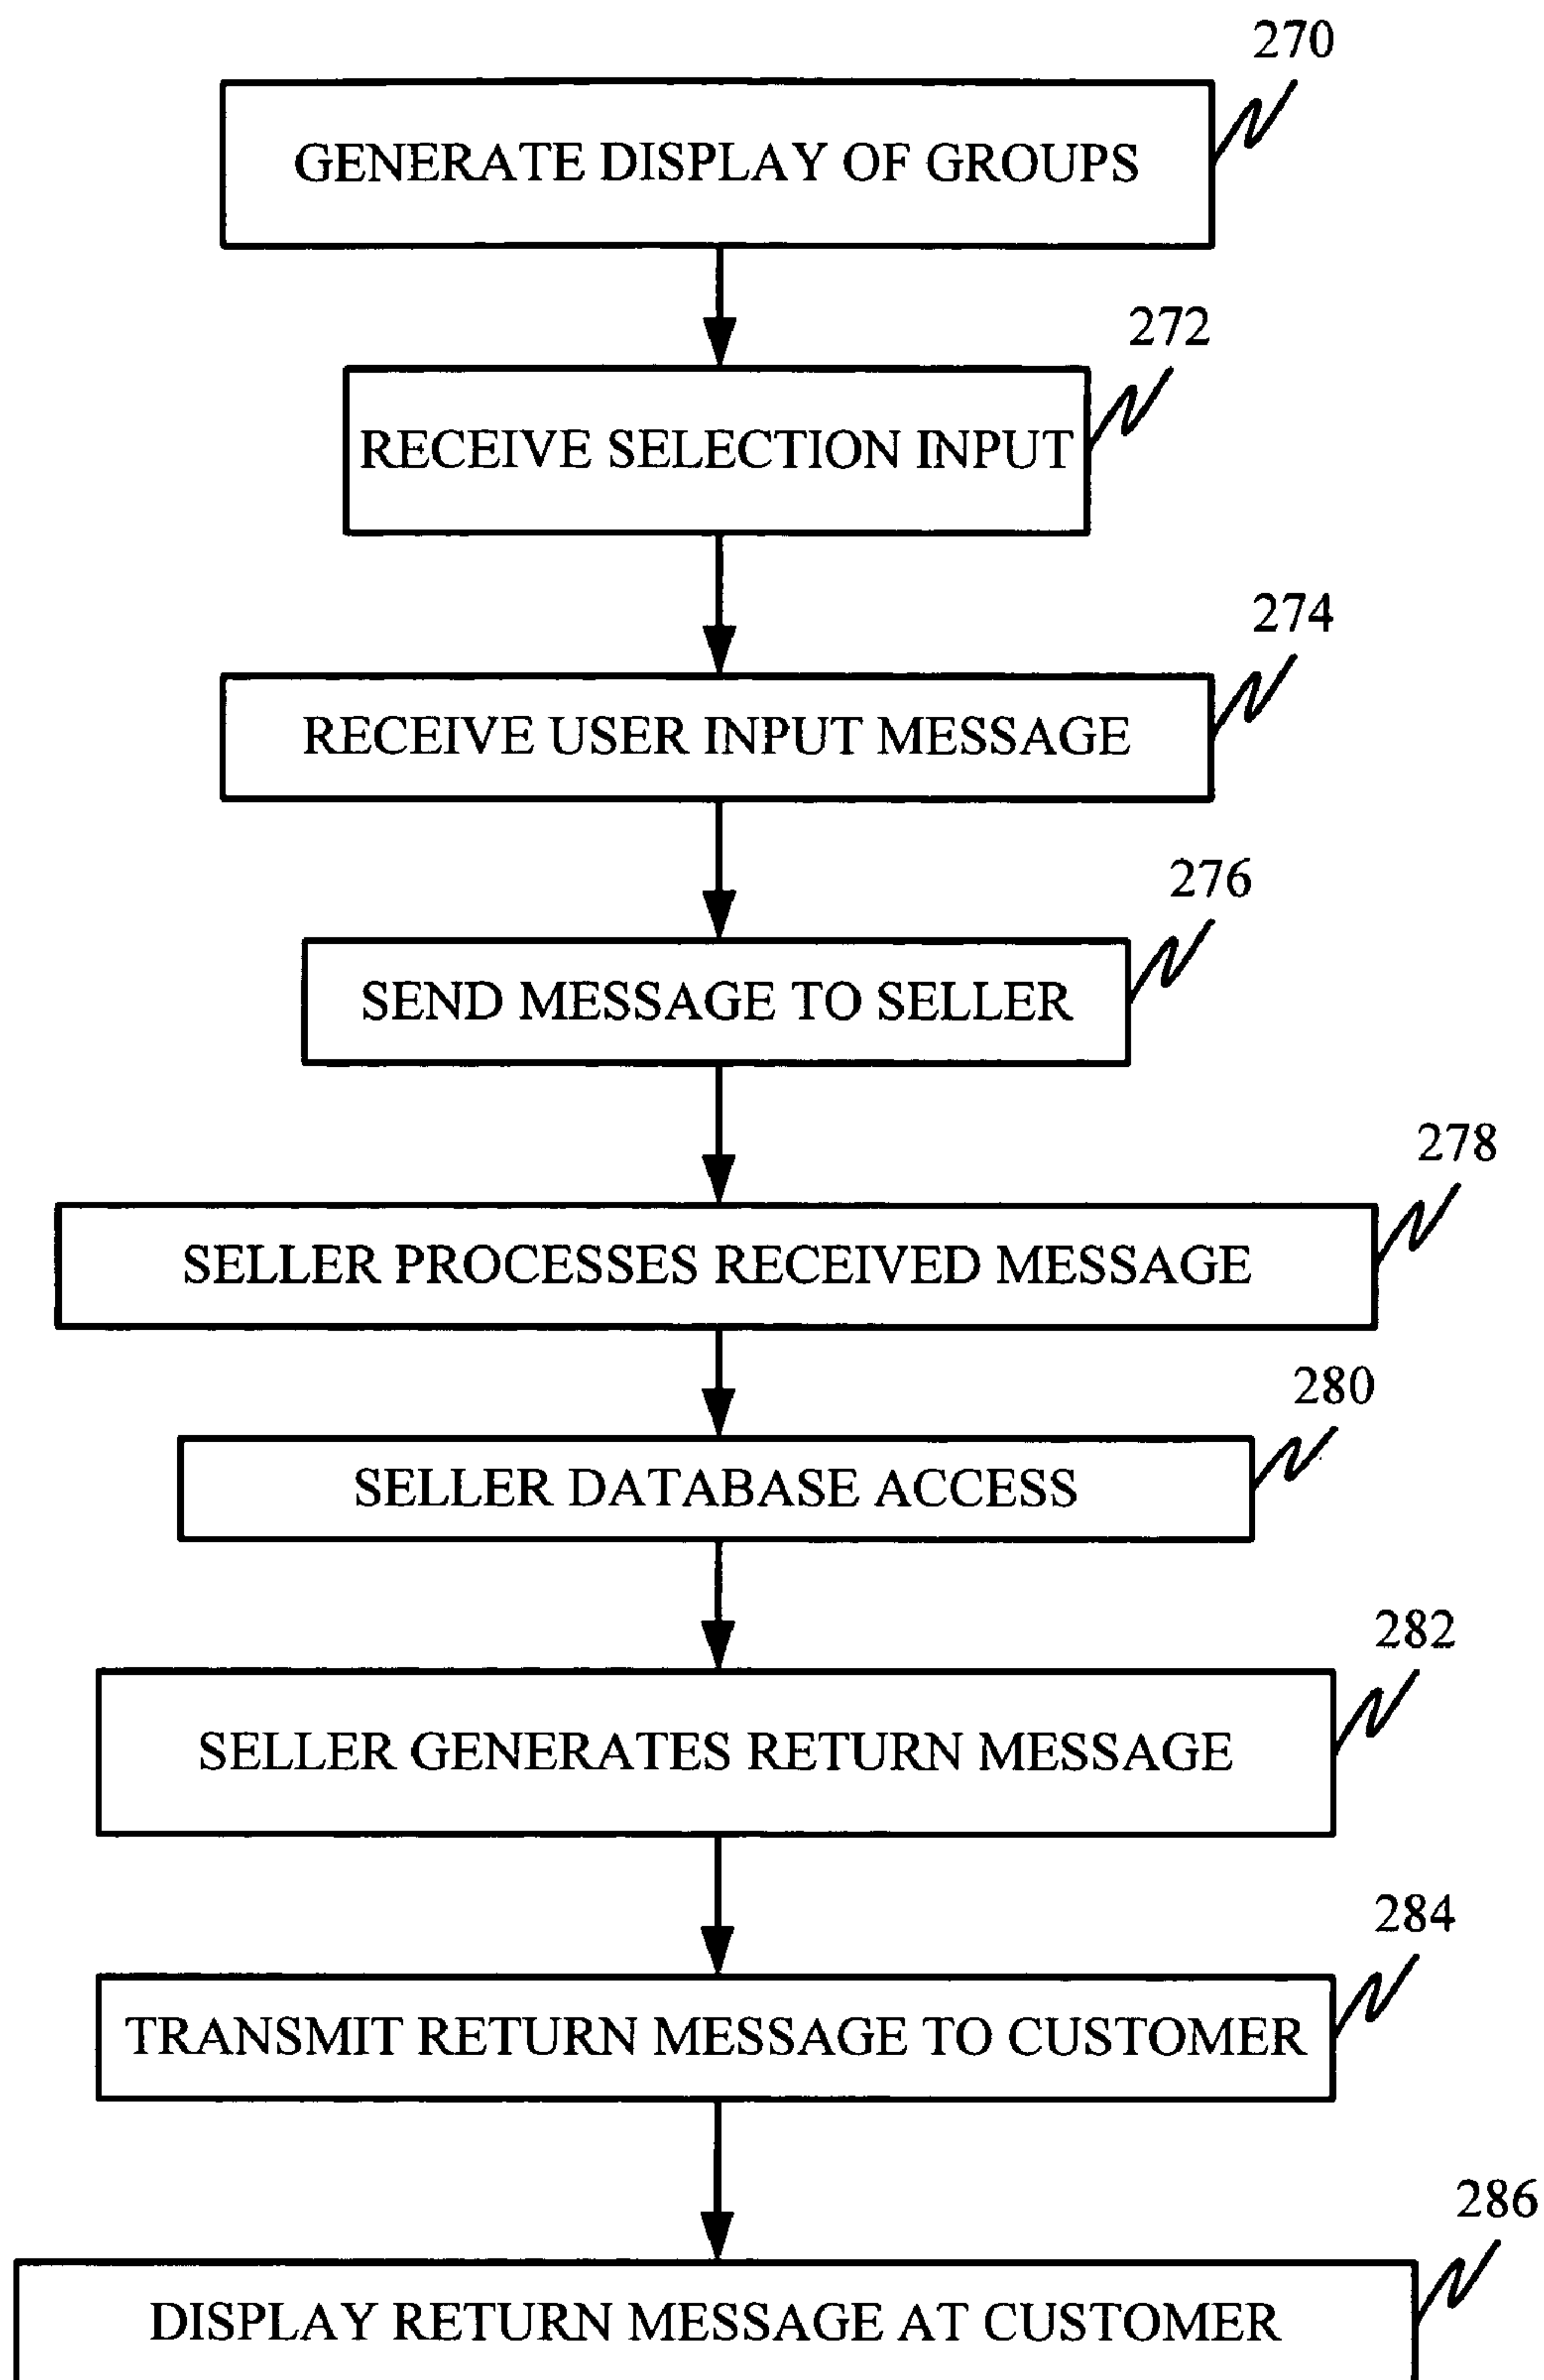 270
GENERATE DISPLAY OF GROUPS
272
RECEIVE SELECTION INPUT
274
RECEIVE USER INPUT MESSAGE
276
SEND MESSAGE TO SELLER
278
SELLER PROCESSES RECEIVED MESSAGE
280
SELLER DATABASE ACCESS
282
SELLER GENERATES RETURN MESSAGE
284
TRANSMIT RETURN MESSAGE TO CUSTOMER
286
DISPLAY RETURN MESSAGE AT CUSTOMER